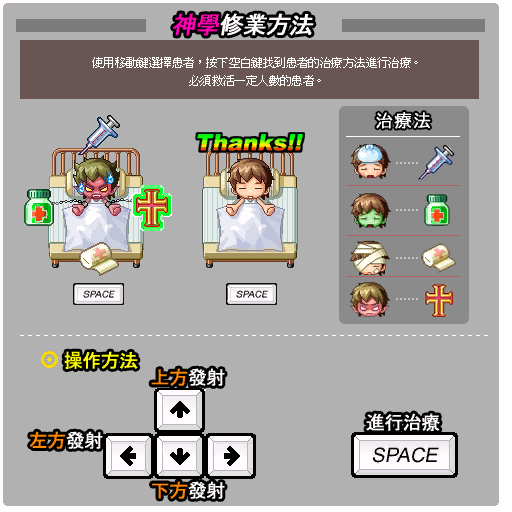 神學修業方法
使用移動鍵選擇患者，按下空白鍵找到患者的治療方法進行治療。
必須救活一定人數的患者。
Thanks!!
治療法
SPACE
SPACE
操作方法
上方發射
左方發射
下方發射
進行治療
SPACE